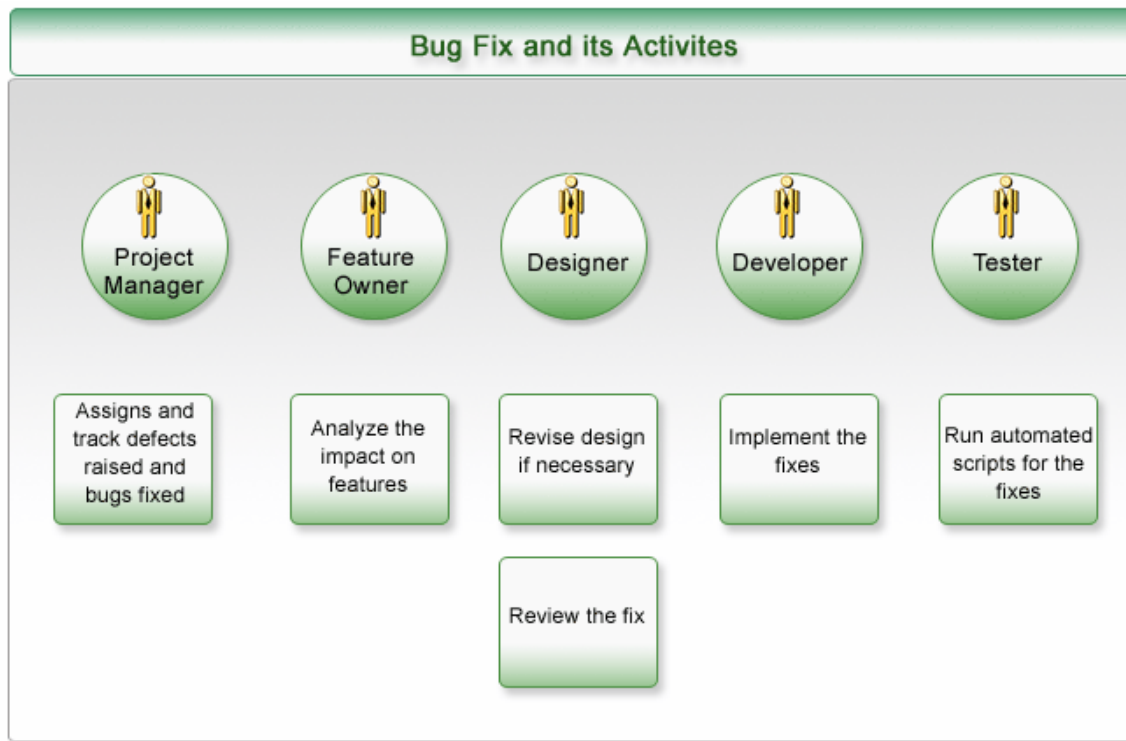 Bug Fix and its Activites
Project
Manager
Feature
Owner
Designer
Developer
Tester
Assigns and
track defects
raised and
bugs fixed
Analyze the
impact on
features
Revise design
if necessary
Implement the
fixes
Run automated
scripts for the
fixes
Review the fix